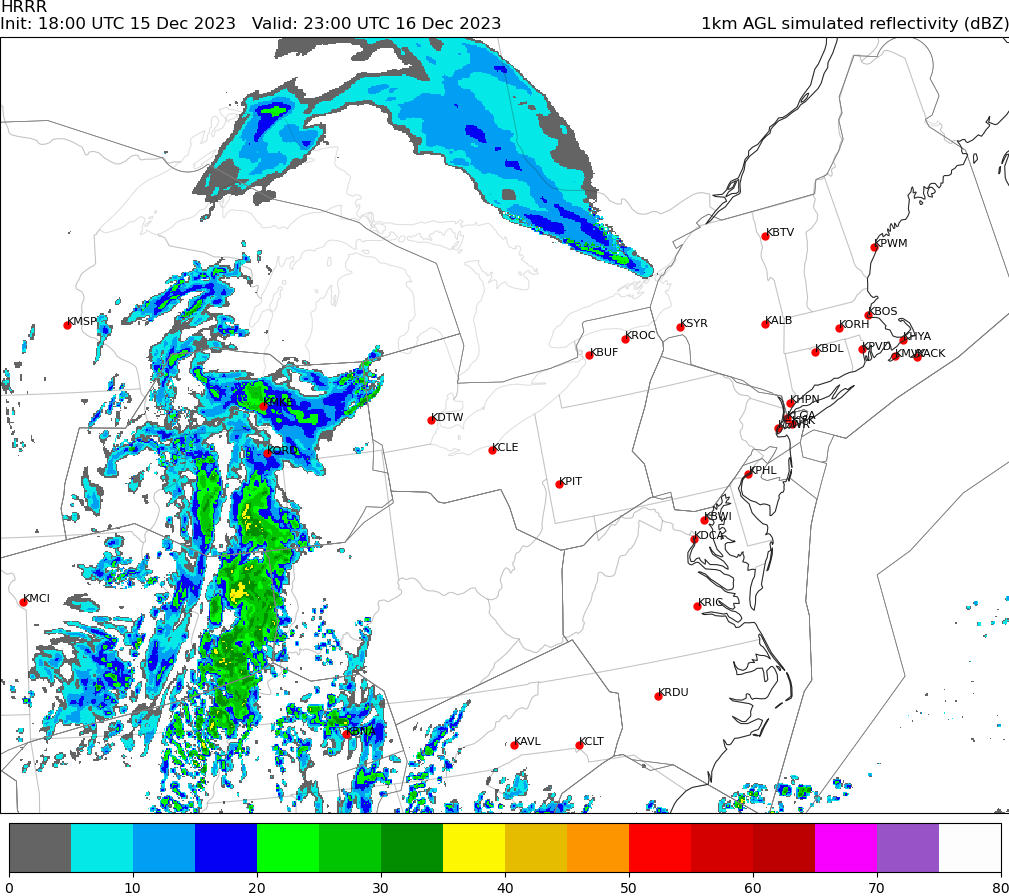 HRRR
Init: 18:00 UTC 15 Dec 2023 Valid: 23:00 UTC 16 Dec 2023
1km AGL simulated reflectivity (dBZ)
KBTV
KPWM
KMSP
KBOS
KSYR
KALB
KORH
KROC
KHYA
KBUF
KBDL
KPVD
KACK
KHPN
KDTW
KLGA
KCLE
KORD
KPHL
KPIT
KBWI
KDCA
KMCI
KRIC
KRDU
KBNA
KAVL
KCLT
0 10 20 30 40 50 60 70 80